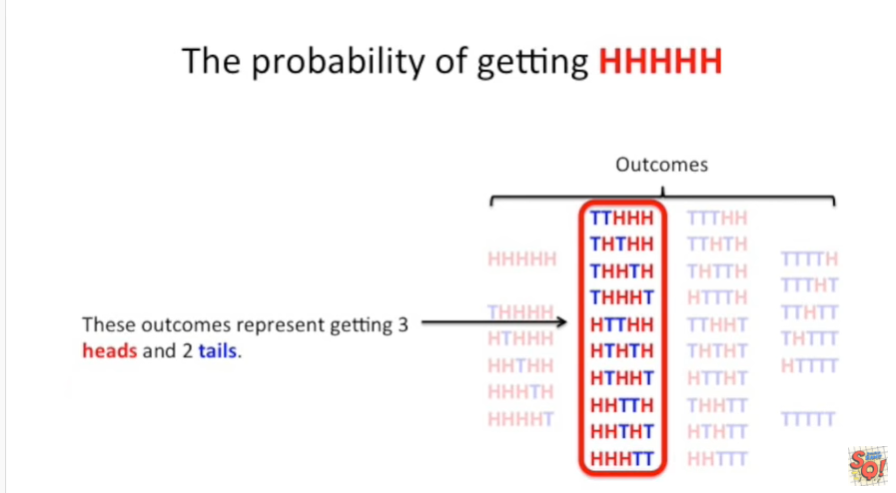 The probability of getting HHHHH
Outcomes
HHHHH
THHHH
HTHHH
HHTHH
HHHTH
HHHHT
TTHHH
THTHH
THHTH
THHHT
HTTHH
HTHTH
HTHHT
HHTTH
HHTHT
HHHTT
TTTHH
TTHTH
THTTH
HTTTH
TTHHT
THTHT
HTTHT
THHTT
HTHTT
HHTTT
TTTTH
TTTHT
TTHTT
THTTT
HTTTT
TTTTT
These outcomes represent getting 3
heads and 2 tails.
SO!